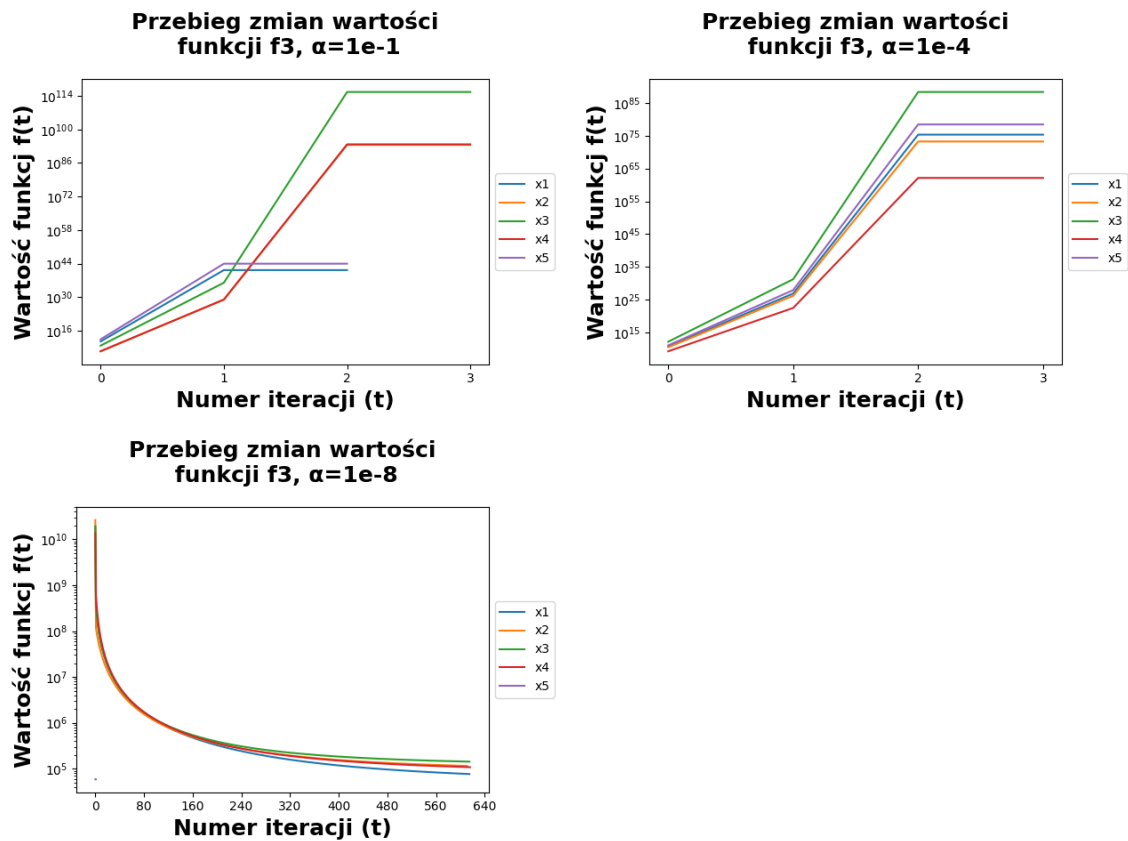 Przebieg zmian wartości
funkcji f3, α=1e-1
Wartość funkcj f(t)
10^114
10^100
10^86
10^72
10^58
10^44
10^30
10^16
0 1 2 3
Numer iteracji (t)
x1
x2
x3
x4
x5
Przebieg zmian wartości
funkcji f3, α=1e-4
Wartość funkcj f(t)
10^85
10^75
10^65
10^55
10^45
10^35
10^25
10^15
0 1 2 3
Numer iteracji (t)
x1
x2
x3
x4
x5
Przebieg zmian wartości
funkcji f3, α=1e-8
Wartość funkcj f(t)
10^10
10^9
10^8
10^7
10^6
10^5
0 80 160 240 320 400 480 560 640
Numer iteracji (t)
x1
x2
x3
x4
x5